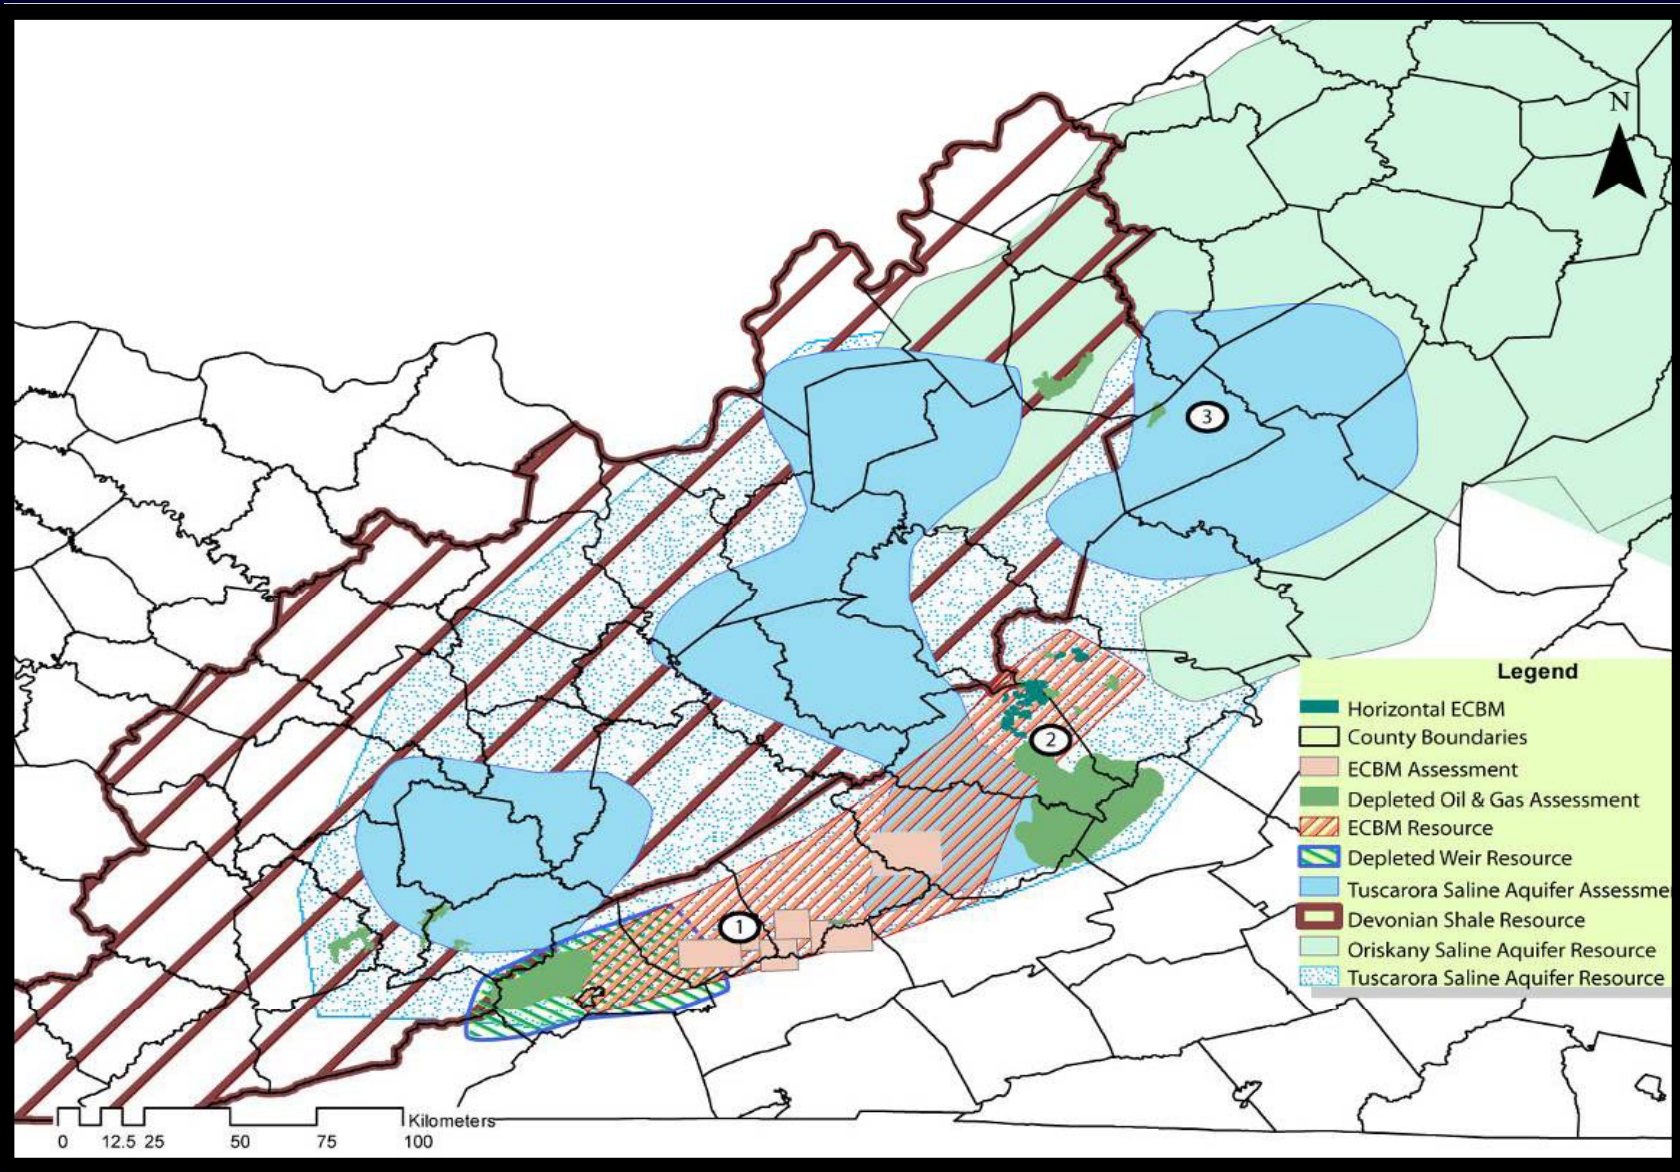 N
3
2
1
Legend
Horizontal ECBM
County Boundaries
ECBM Assessment
Depleted Oil & Gas Assessment
ECBM Resource
Depleted Weir Resource
Tuscarora Saline Aquifer Assessme
Devonian Shale Resource
Oriskany Saline Aquifer Resource
Tuscarora Saline Aquifer Resource
Kilometers
0 12.5 25 50 75 100